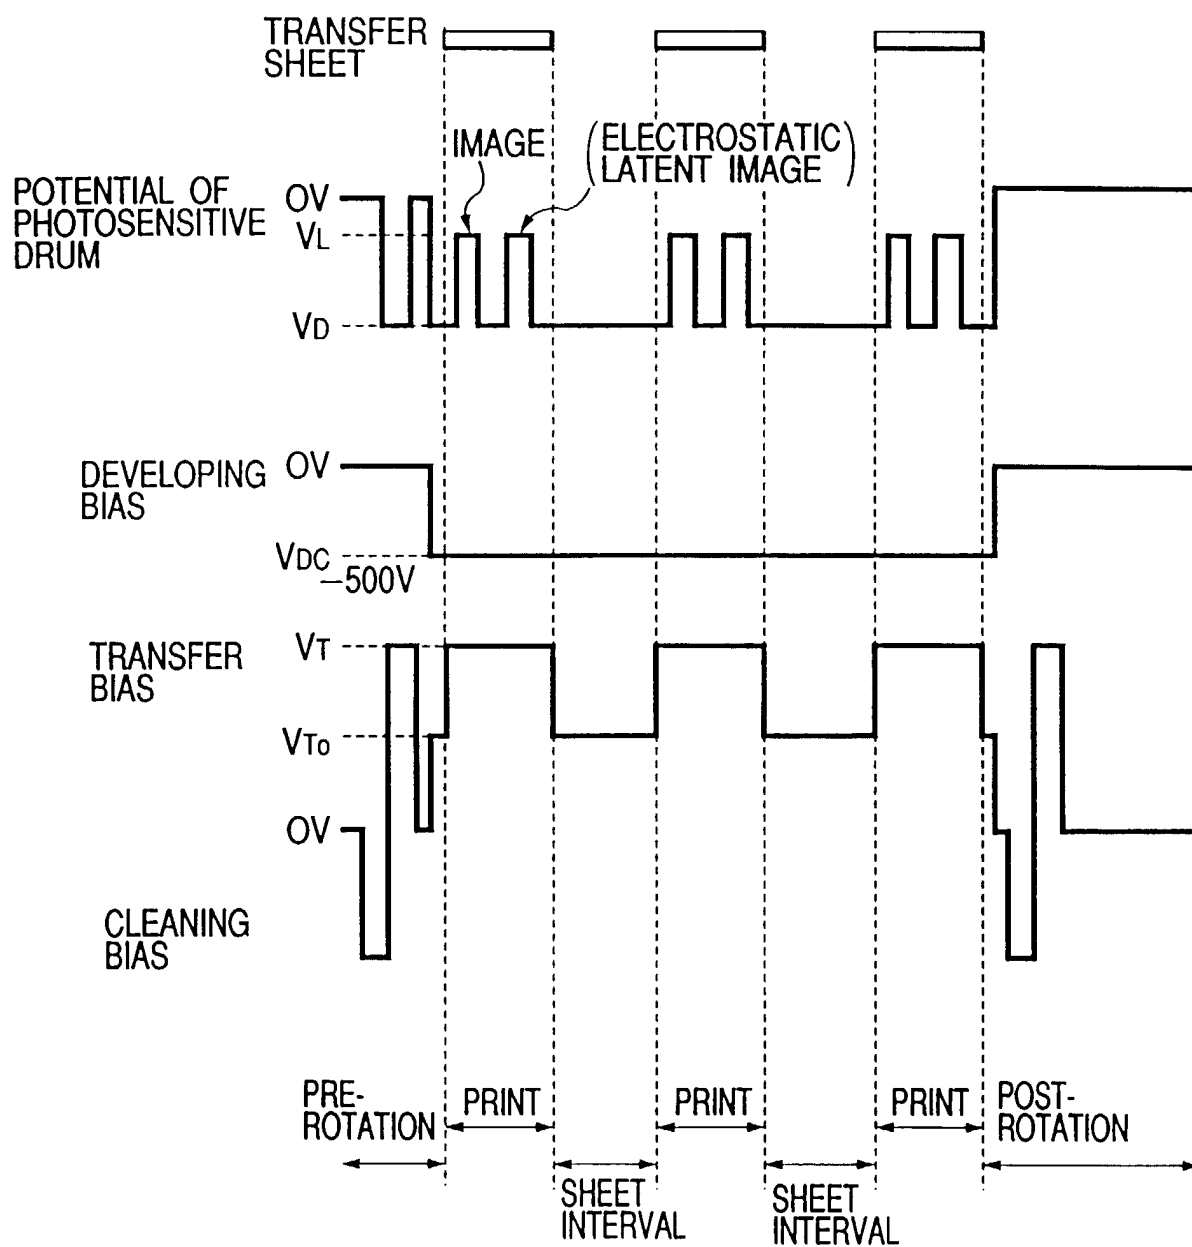 TRANSFER
SHEET
IMAGE
(ELECTROSTATIC
LATENT IMAGE)
POTENTIAL OF
PHOTOSENSITIVE
DRUM
OV
VL
VD
DEVELOPING
BIAS
OV
VDC
-500V
TRANSFER
BIAS
VT
VTo
OV
CLEANING
BIAS
PRE-
ROTATION
PRINT
PRINT
PRINT
POST-
ROTATION
SHEET
INTERVAL
SHEET
INTERVAL